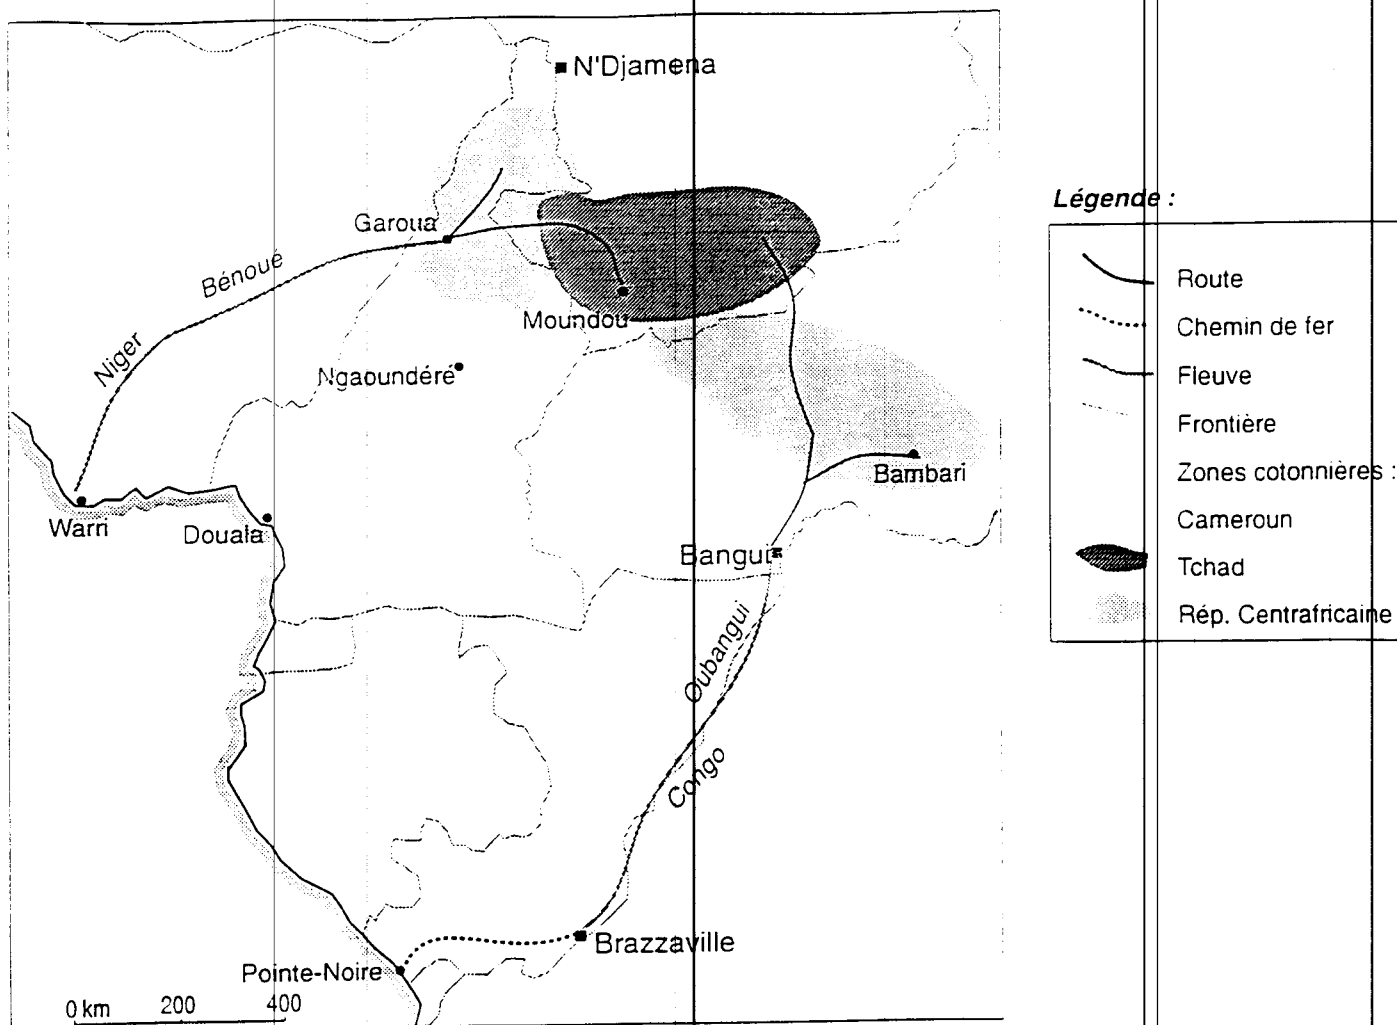 N'Djamena
Garoua
Bénoué
Niger
Moundou
Ngaoundéré
Bambari
Warri
Douala
Bangui
Oubangui
Congo
Brazzaville
Pointe-Noire
0 km 200 400
Légende :
Route
Chemin de fer
Fleuve
Frontière
Zones cotonnières :
Cameroun
Tchad
Rép. Centrafricaine